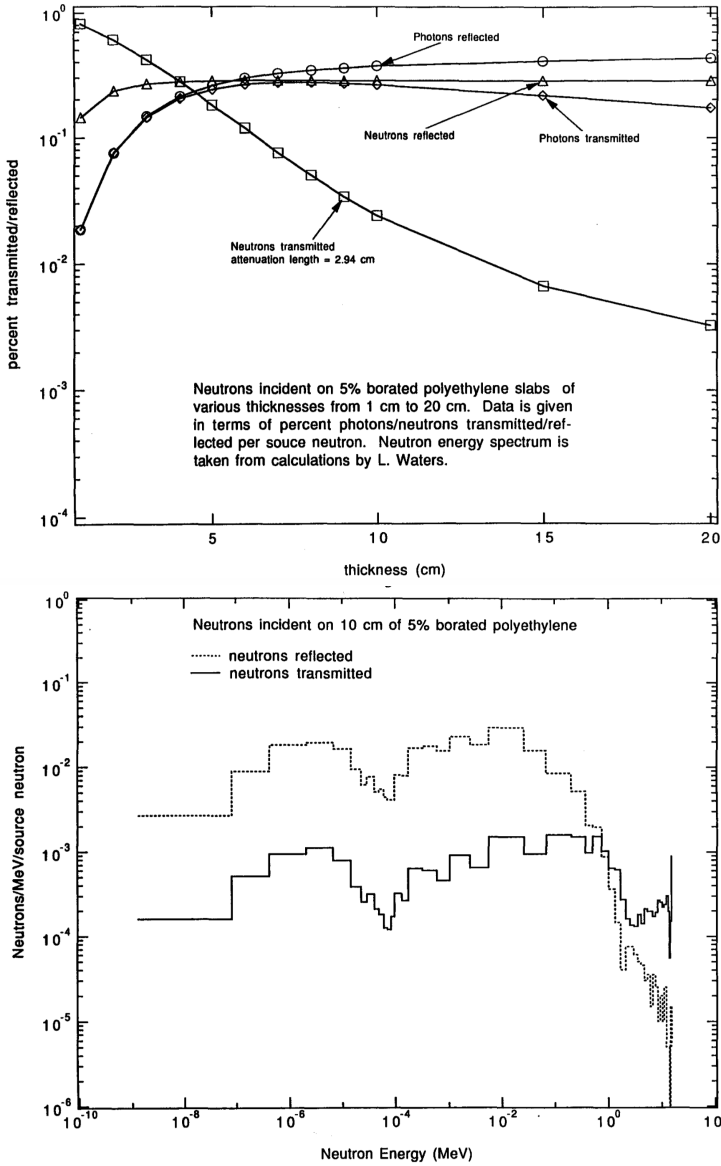 10^0
10^-1
10^-2
10^-3
10^-4
percent transmitted/reflected
Photons reflected
Neutrons reflected
Photons transmitted
Neutrons transmitted
attenuation length = 2.94 cm
Neutrons incident on 5% borated polyethylene slabs of
various thicknesses from 1 cm to 20 cm. Data is given
in terms of percent photons/neutrons transmitted/ref-
lected per souce neutron. Neutron energy spectrum is
taken from calculations by L. Waters.
5 10 15 20
thickness (cm)
10^0
10^-1
10^-2
10^-3
10^-4
10^-5
10^-6
Neutrons/MeV/source neutron
Neutrons incident on 10 cm of 5% borated polyethylene
neutrons reflected
neutrons transmitted
10^-10 10^-8 10^-6 10^-4 10^-2 10^0
Neutron Energy (MeV)